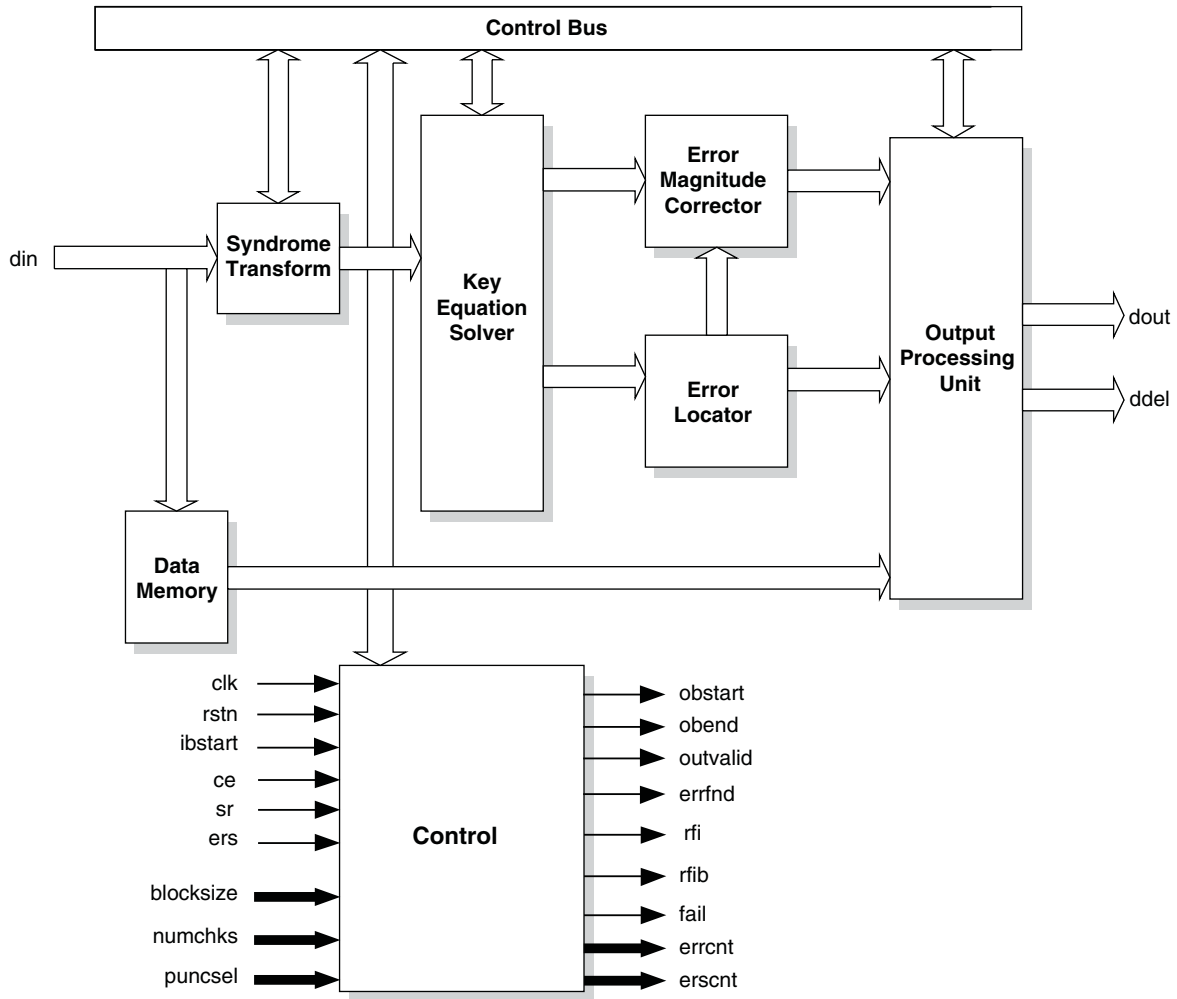 Control Bus
din
Syndrome
Transform
Key
Equation
Solver
Error
Magnitude
Corrector
Error
Locator
Output
Processing
Unit
dout
ddel
Data
Memory
Control
clk
rstn
ibstart
ce
sr
ers
blocksize
numchks
puncsel
obstart
obend
outvalid
errfnd
rfi
rfib
fail
errcnt
erscnt